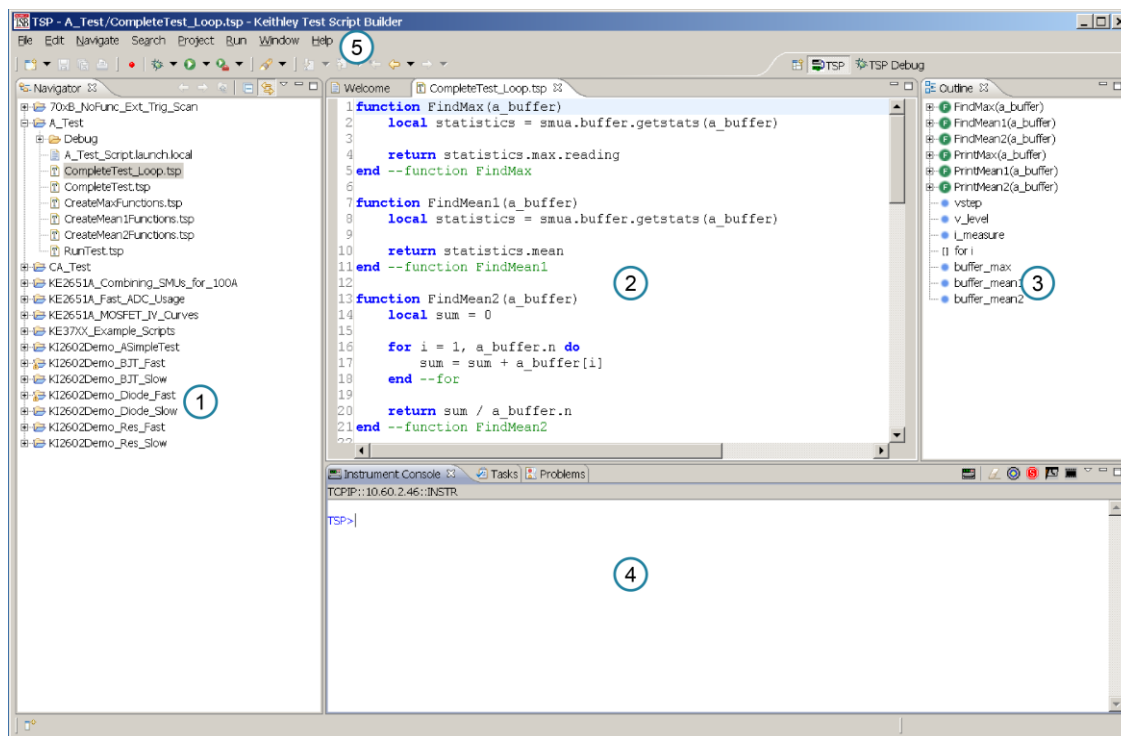 TSP - A_Test/CompleteTest_Loop.tsp - Keithley Test Script Builder
File Edit Navigate Search Project Run Window Help
5
TSP TSP Debug
Navigator
70xB_NoFunc_Ext_Trig_Scan
A_Test
Debug
A_Test_Script.launch.local
CompleteTest_Loop.tsp
CompleteTest.tsp
CreateMaxFunctions.tsp
CreateMean1Functions.tsp
CreateMean2Functions.tsp
RunTest.tsp
CA_Test
KE2651A_Combining_SMUs_for_100A
KE2651A_Fast_ADC_Usage
KE2651A_MOSFET_IV_Curves
KE37XX_Example_Scripts
KI2602Demo_ASimpleTest
KI2602Demo_BJT_Fast
KI2602Demo_BJT_Slow
KI2602Demo_Diode_Fast
KI2602Demo_Diode_Slow
KI2602Demo_Res_Fast
KI2602Demo_Res_Slow
1
Welcome CompleteTest_Loop.tsp
1 function FindMax(a_buffer)
2 local statistics = smua.buffer.getstats(a_buffer)
3
4 return statistics.max.reading
5 end --function FindMax
6
7 function FindMean1(a_buffer)
8 local statistics = smua.buffer.getstats(a_buffer)
9
10 return statistics.mean
11 end --function FindMean1
12
13 function FindMean2(a_buffer)
14 local sum = 0
15
16 for i = 1, a_buffer.n do
17 sum = sum + a_buffer[i]
18 end --for
19
20 return sum / a_buffer.n
21 end --function FindMean2
22
2
Outline
FindMax(a_buffer)
FindMean1(a_buffer)
FindMean2(a_buffer)
PrintMax(a_buffer)
PrintMean1(a_buffer)
PrintMean2(a_buffer)
vstep
v_level
i_measure
for i
buffer_max
buffer_mean1
buffer_mean2
3
Instrument Console Tasks Problems
TCPIP::10.60.2.46::INSTR
TSP>
4